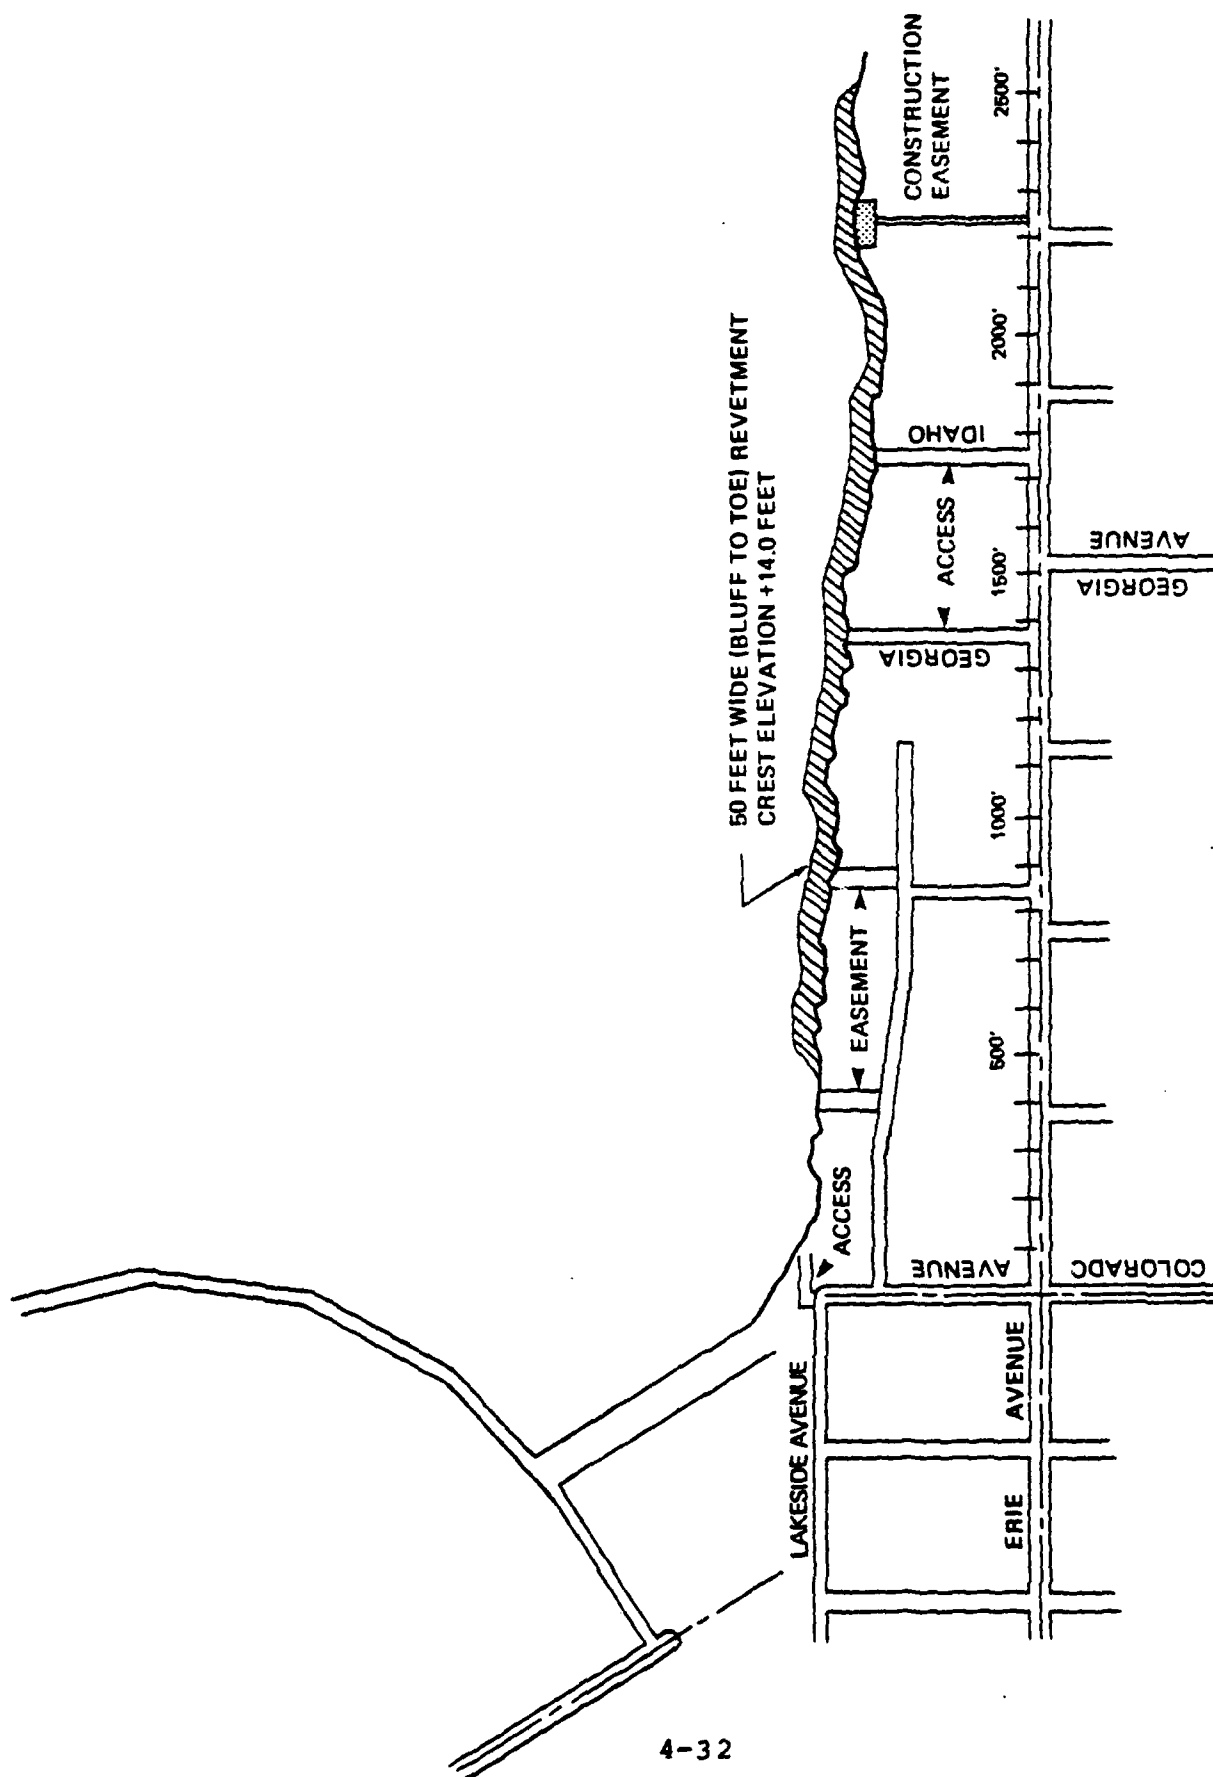 50 FEET WIDE (BLUFF TO TOE) REVETMENT
CREST ELEVATION +14.0 FEET
CONSTRUCTION
EASEMENT
LAKESIDE AVENUE
ACCESS
EASEMENT
ACCESS
GEORGIA
IDAHO
AVENUE
500'
1000'
1500'
2000'
2500'
ERIE AVENUE
COLORADO
GEORGIA
AVENUE
4-32